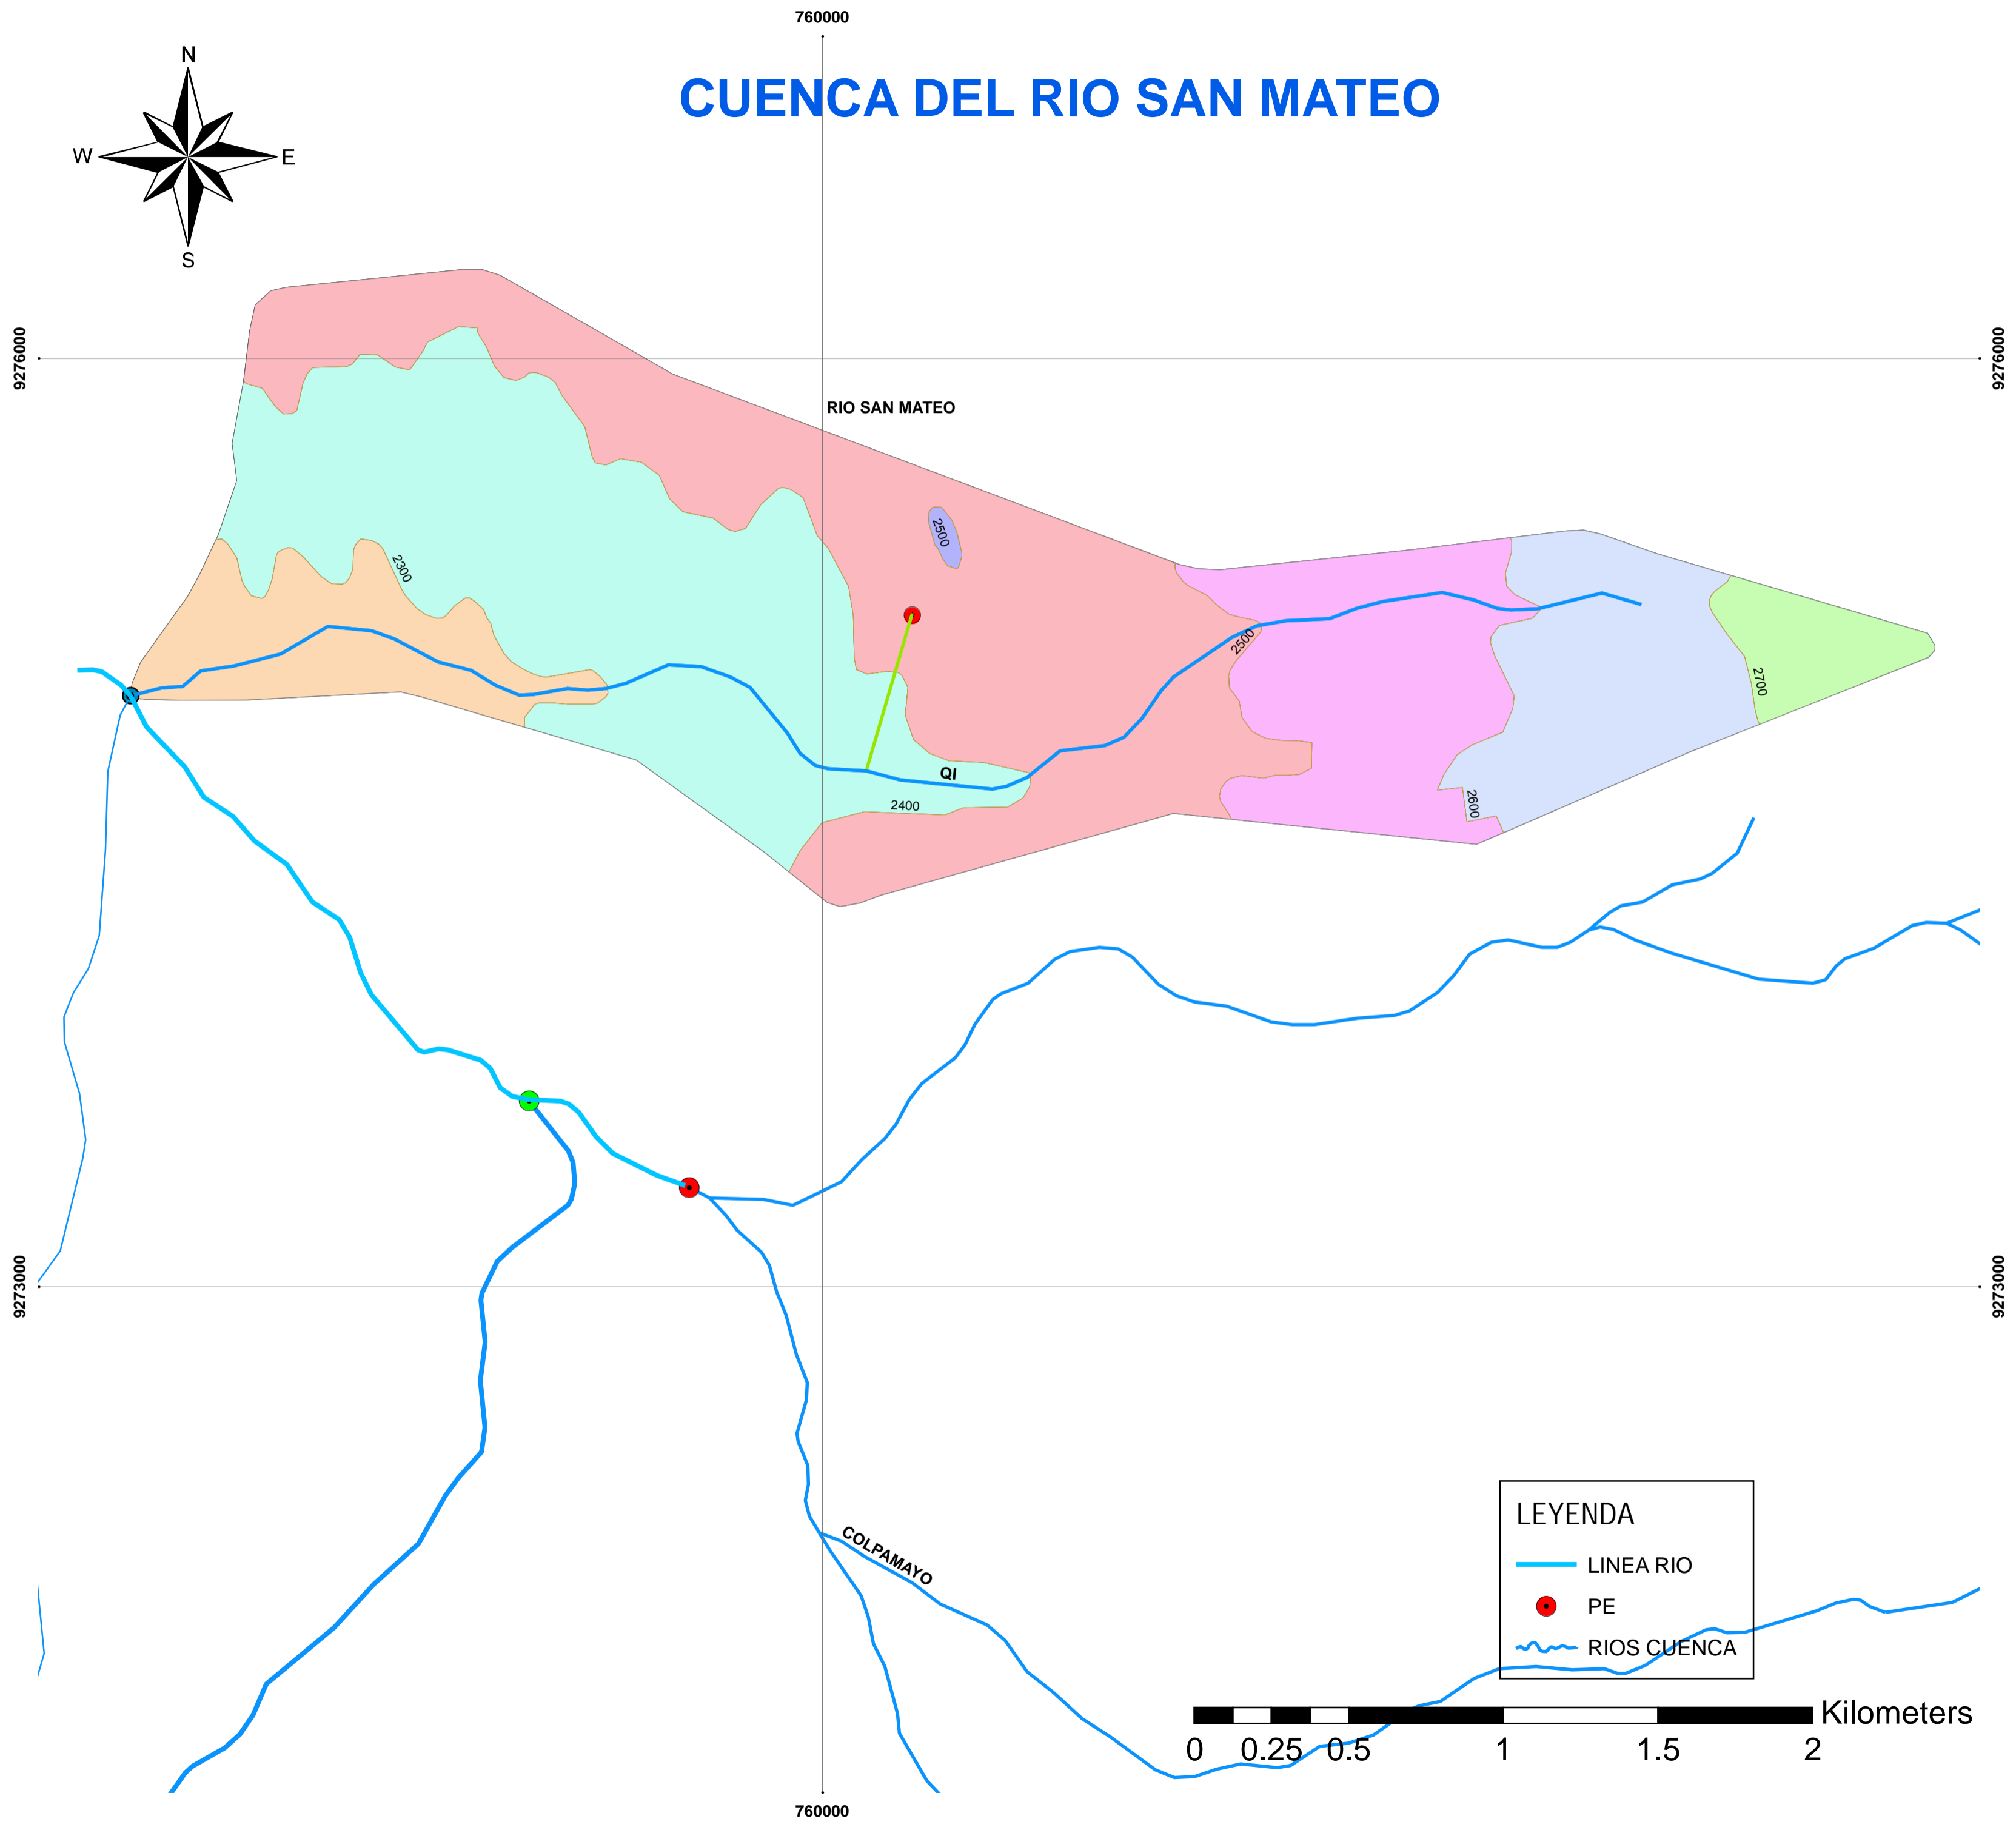 760000
N
CUENCA DEL RIO SAN MATEO
W
E
S
9276000
9276000
RIO SAN MATEO
2500
2300
2500
2700
QI
2400
2600
9273000
9273000
COLPAMAYO
LEYENDA
LINEA RIO
PE
RIOS CUENCA
Kilometers
0 0.25 0.5 1 1.5 2
760000